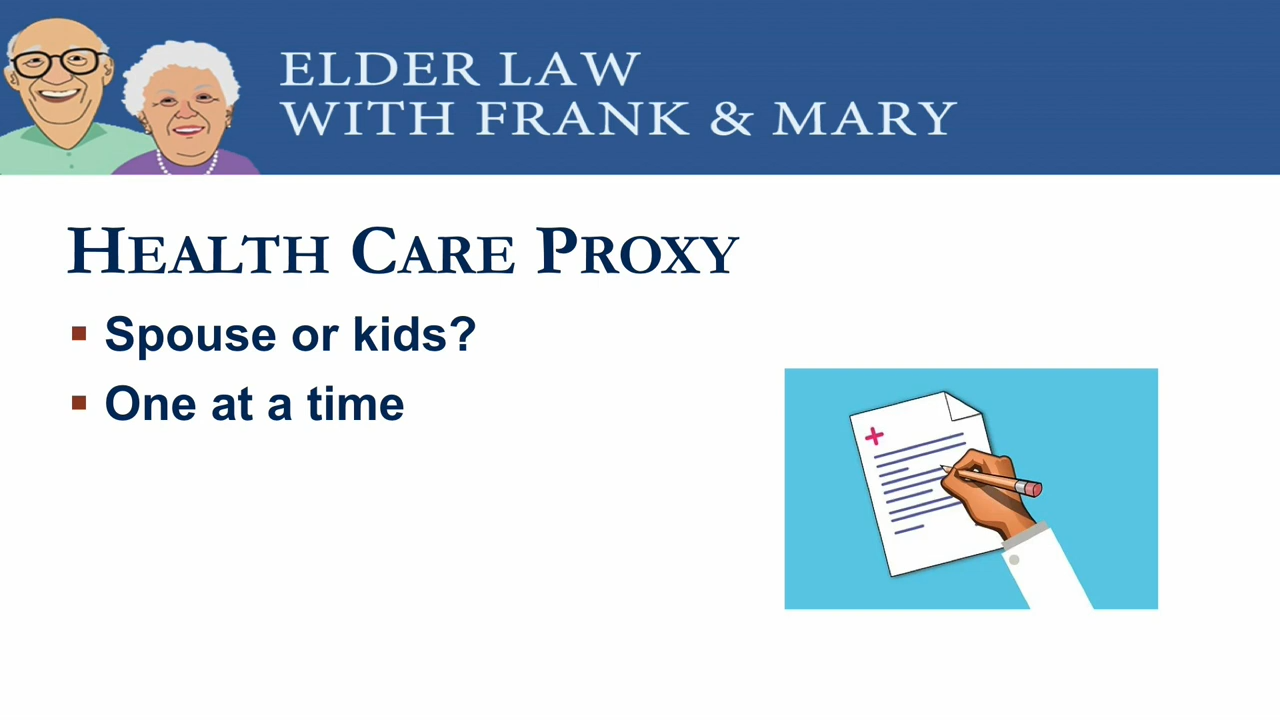 ELDER LAW
WITH FRANK & MARY
HEALTH CARE PROXY
▪ Spouse or kids?
▪ One at a time